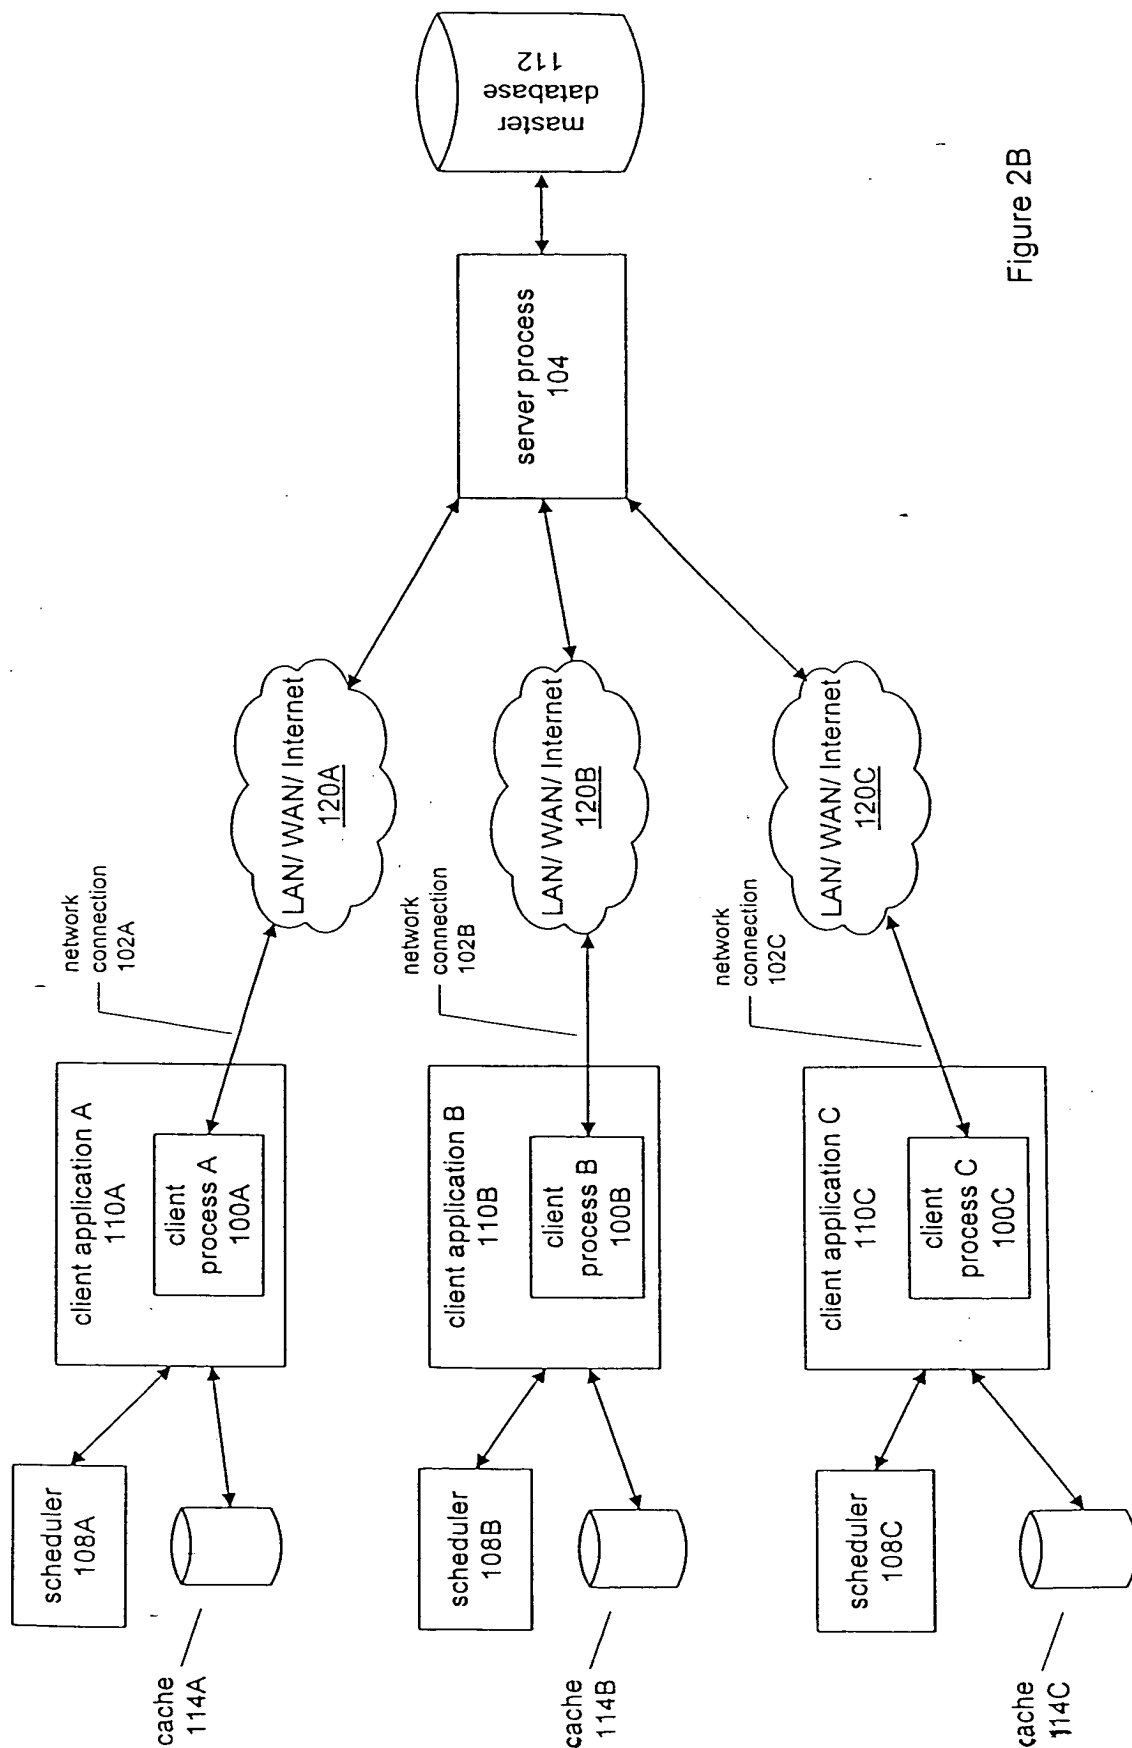 scheduler
108A
cache
114A
client application A
110A
client
process A
100A
network
connection
102A
LAN/ WAN/ Internet
120A
scheduler
108B
cache
114B
client application B
110B
client
process B
100B
network
connection
102B
LAN/ WAN/ Internet
120B
scheduler
108C
cache
114C
client application C
110C
client
process C
100C
network
connection
102C
LAN/ WAN/ Internet
120C
server process
104
master
database
112
Figure 2B